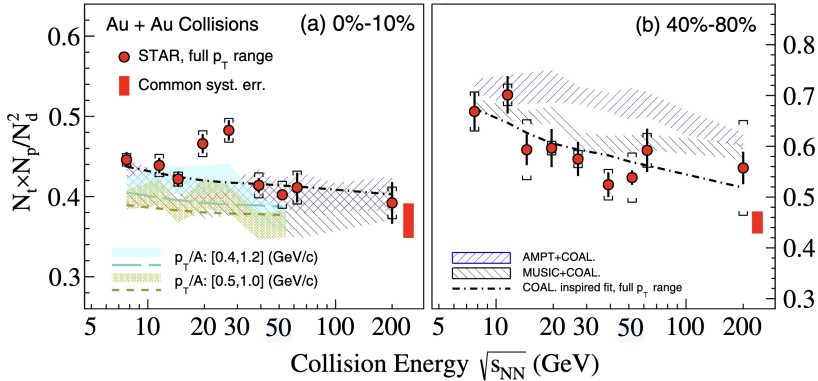 Au + Au Collisions
(a) 0%-10%
STAR, full pT range
Common syst. err.
0.6
0.5
0.4
0.3
Nt×Np/Nd²
pT/A: [0.4,1.2] (GeV/c)
pT/A: [0.5,1.0] (GeV/c)
5 10 20 30 50 100 200
(b) 40%-80%
0.8
0.7
0.6
0.5
0.4
0.3
AMPT+COAL.
MUSIC+COAL.
COAL. inspired fit, full pT range
5 10 20 30 50 100 200
Collision Energy √sNN (GeV)